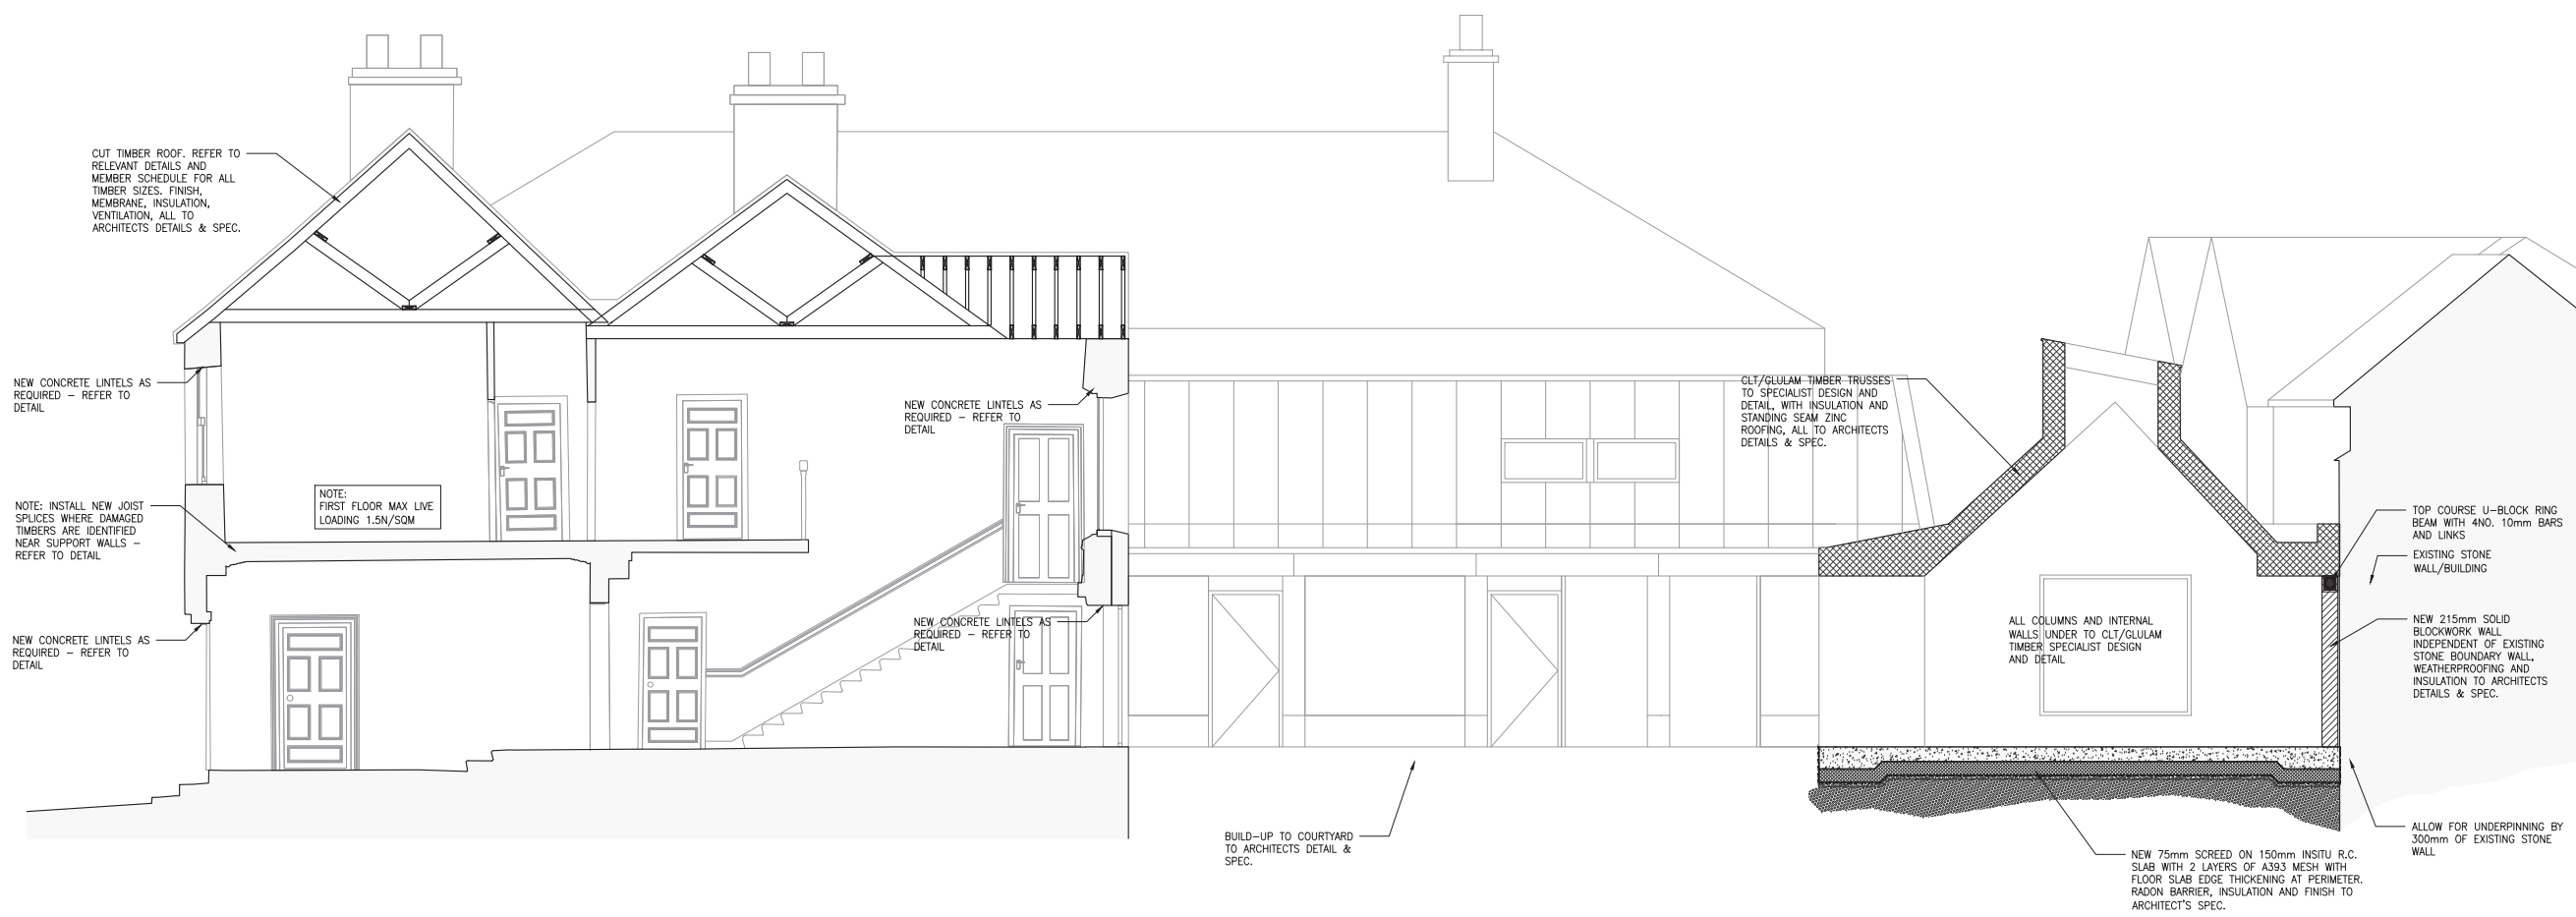 CUT TIMBER ROOF. REFER TO
RELEVANT DETAILS AND
MEMBER SCHEDULE FOR ALL
TIMBER SIZES. FINISH,
MEMBRANE, INSULATION,
VENTILATION, ALL TO
ARCHITECTS DETAILS & SPEC.
NEW CONCRETE LINTELS AS
REQUIRED – REFER TO
DETAIL
NOTE: INSTALL NEW JOIST
SPLICES WHERE DAMAGED
TIMBERS ARE IDENTIFIED
NEAR SUPPORT WALLS –
REFER TO DETAIL
NEW CONCRETE LINTELS AS
REQUIRED – REFER TO
DETAIL
NOTE:
FIRST FLOOR MAX LIVE
LOADING 1.5N/SQM
NEW CONCRETE LINTELS AS
REQUIRED – REFER TO
DETAIL
NEW CONCRETE LINTELS AS
REQUIRED – REFER TO
DETAIL
BUILD-UP TO COURTYARD
TO ARCHITECTS DETAIL &
SPEC.
CLT/GLULAM TIMBER TRUSSES
TO SPECIALIST DESIGN AND
DETAIL, WITH INSULATION AND
STANDING SEAM ZINC
ROOFING, ALL TO ARCHITECTS
DETAILS & SPEC.
ALL COLUMNS AND INTERNAL
WALLS UNDER TO CLT/GLULAM
TIMBER SPECIALIST DESIGN
AND DETAIL
TOP COURSE U-BLOCK RING
BEAM WITH 4NO. 10mm BARS
AND LINKS
EXISTING STONE
WALL/BUILDING
NEW 215mm SOLID
BLOCKWORK WALL
INDEPENDENT OF EXISTING
STONE BOUNDARY WALL,
WEATHERPROOFING AND
INSULATION TO ARCHITECTS
DETAILS & SPEC.
ALLOW FOR UNDERPINNING BY
300mm OF EXISTING STONE
WALL
NEW 75mm SCREED ON 150mm INSITU R.C.
SLAB WITH 2 LAYERS OF A393 MESH WITH
FLOOR SLAB EDGE THICKENING AT PERIMETER.
RADON BARRIER, INSULATION AND FINISH TO
ARCHITECT'S SPEC.